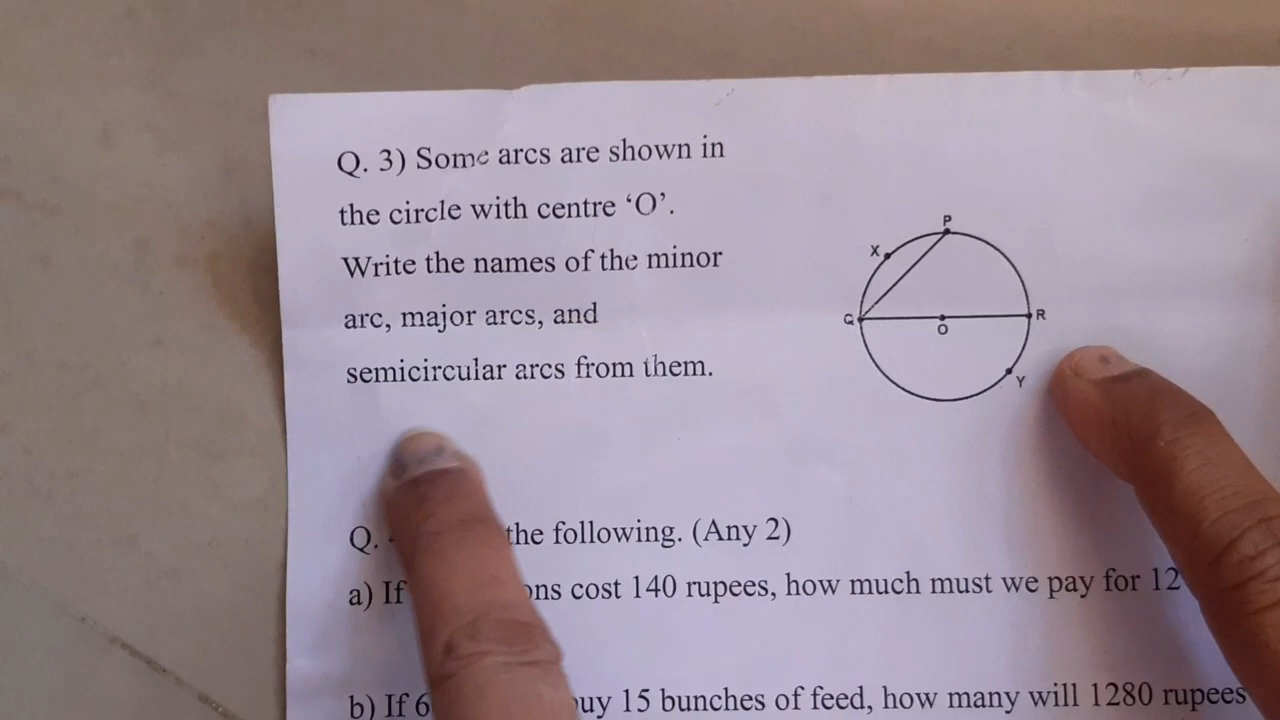 Q. 3) Some arcs are shown in
the circle with centre ‘O’.
Write the names of the minor
arc, major arcs, and
semicircular arcs from them.
P
X
Q
O
R
Y
Q. the following. (Any 2)
a) If cost 140 rupees, how much must we pay for 12
b) If 6 15 bunches of feed, how many will 1280 rupees